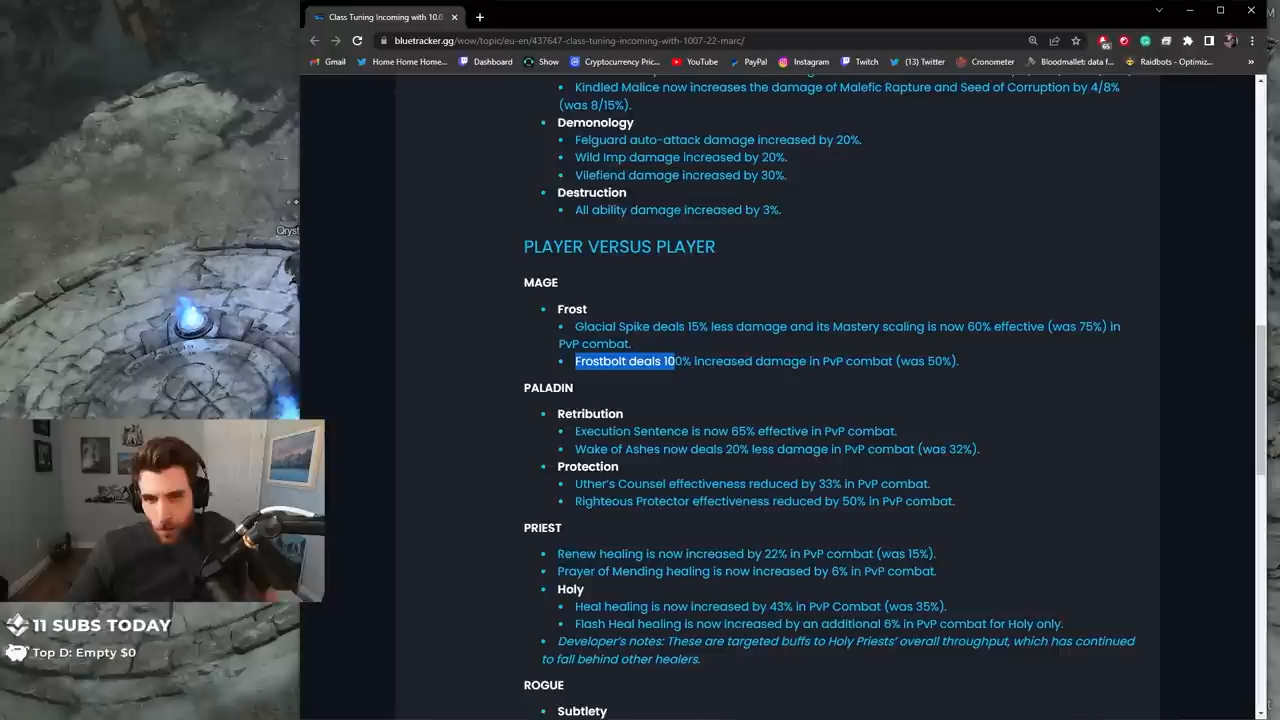 Class Tuning Incoming with 10.0
bluetracker.gg/wow/topic/eu-en/437647-class-tuning-incoming-with-1007-22-marc/
65
Gmail
Home Home Home...
Dashboard
Show
Cryptocurrency Pric...
YouTube
PayPal
Instagram
Twitch
(13) Twitter
Cronometer
Bloodmallet: data f...
Raidbots - Optimiz...
• Kindled Malice now increases the damage of Malefic Rapture and Seed of Corruption by 4/8%
(was 8/15%).
• Demonology
• Felguard auto-attack damage increased by 20%.
• Wild Imp damage increased by 20%.
• Vilefiend damage increased by 30%.
• Destruction
• All ability damage increased by 3%.
Qryst
PLAYER VERSUS PLAYER
MAGE
• Frost
• Glacial Spike deals 15% less damage and its Mastery scaling is now 60% effective (was 75%) in
PvP combat.
• Frostbolt deals 100% increased damage in PvP combat (was 50%).
PALADIN
• Retribution
• Execution Sentence is now 65% effective in PvP combat.
• Wake of Ashes now deals 20% less damage in PvP combat (was 32%).
• Protection
• Uther's Counsel effectiveness reduced by 33% in PvP combat.
• Righteous Protector effectiveness reduced by 50% in PvP combat.
PRIEST
• Renew healing is now increased by 22% in PvP combat (was 15%).
• Prayer of Mending healing is now increased by 6% in PvP combat.
• Holy
• Heal healing is now increased by 43% in PvP Combat (was 35%).
• Flash Heal healing is now increased by an additional 6% in PvP combat for Holy only.
• Developer's notes: These are targeted buffs to Holy Priests' overall throughput, which has continued
to fall behind other healers.
ROGUE
• Subtlety
11 SUBS TODAY
Top D: Empty $0